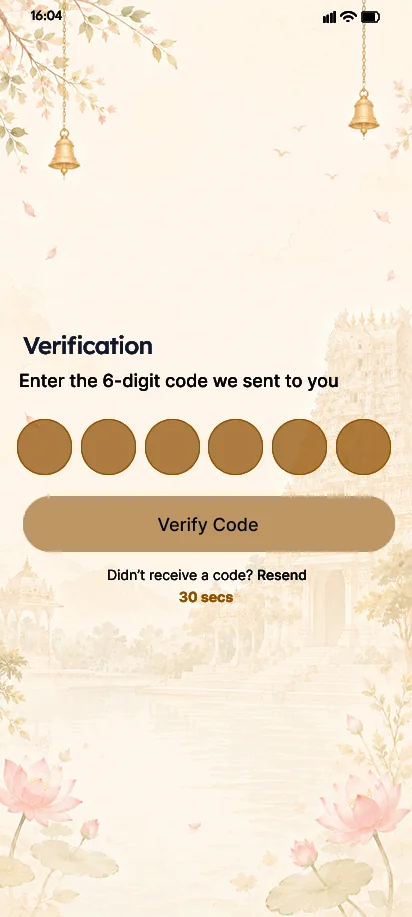 16:04
Verification
Enter the 6-digit code we sent to you
Verify Code
Didn’t receive a code? Resend
30 secs